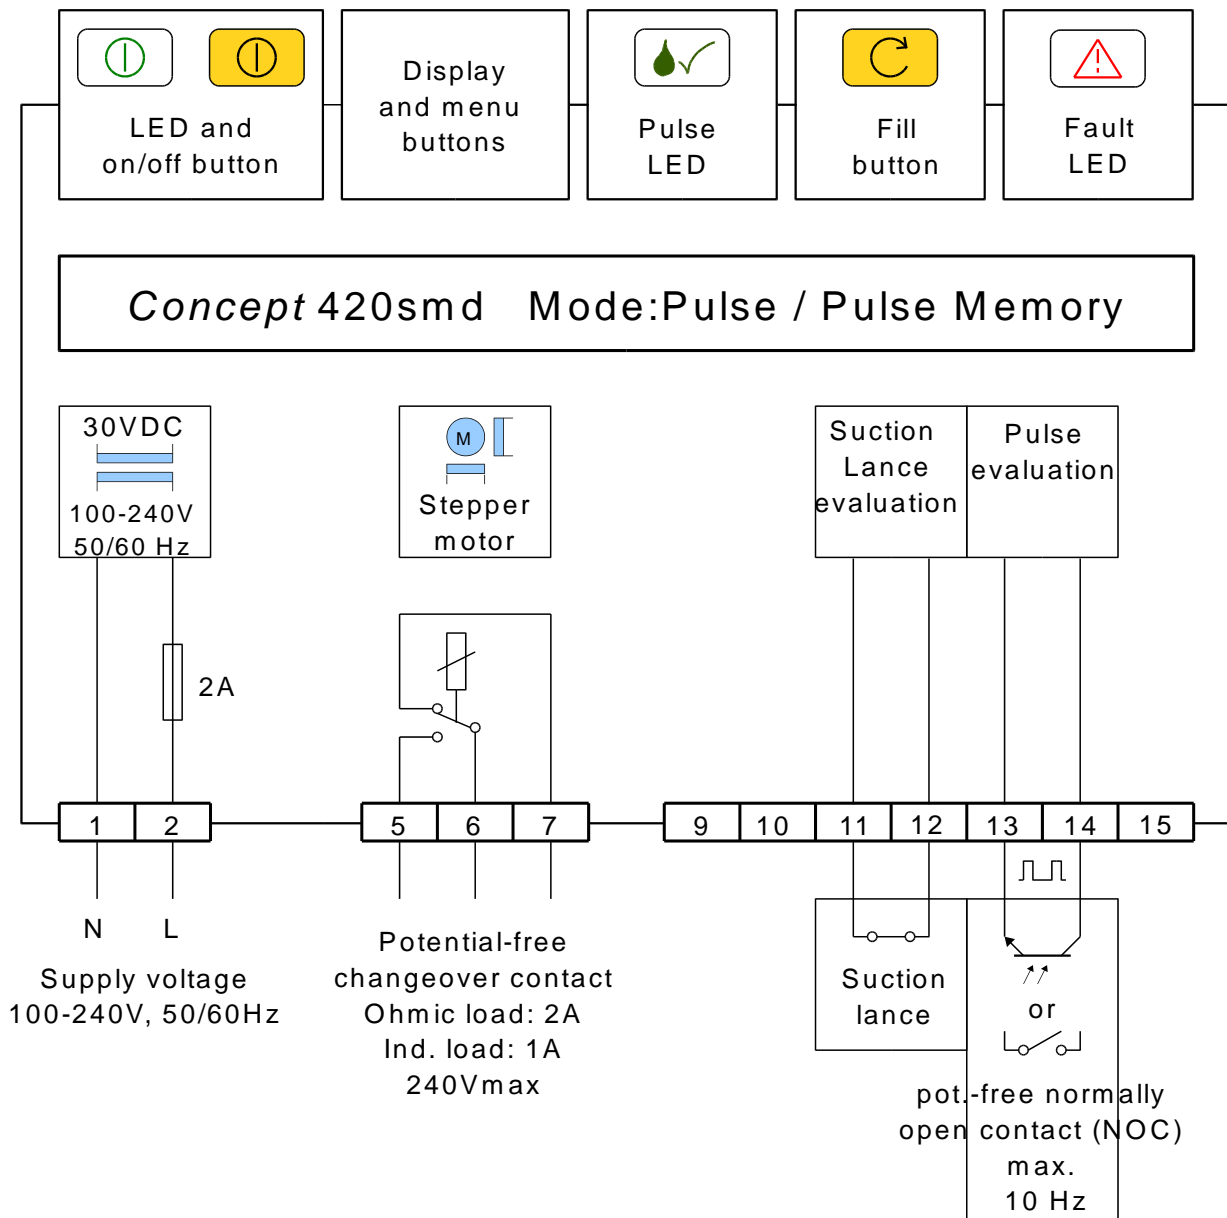 LED and
on/off button
Display
and menu
buttons
Pulse
LED
Fill
button
Fault
LED
Concept 420smd Mode:Pulse / Pulse Memory
30VDC
100-240V
50/60 Hz
M
Stepper
motor
Suction
Lance
evaluation
Pulse
evaluation
2A
1
2
5
6
7
9
10
11
12
13
14
15
N
L
Supply voltage
100-240V, 50/60Hz
Potential-free
changeover contact
Ohmic load: 2A
Ind. load: 1A
240Vmax
Suction
lance
or
pot.-free normally
open contact (NOC)
max.
10 Hz